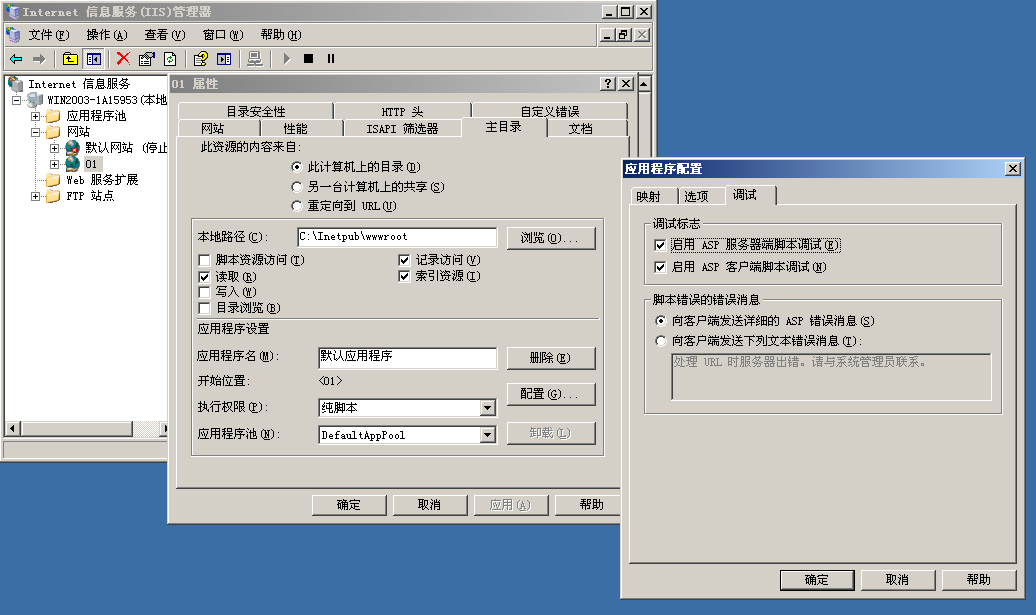 Internet 信息服务(IIS)管理器
文件(F) 操作(A) 查看(V) 窗口(W) 帮助(H)
Internet 信息服务
WIN2003-1A15953(本地
应用程序池
网站
默认网站 (停止
01
Web 服务扩展
FTP 站点
01 属性
目录安全性 HTTP 头 自定义错误
网站 性能 ISAPI 筛选器 主目录 文档
此资源的内容来自:
此计算机上的目录(D)
另一台计算机上的共享(S)
重定向到 URL(U)
本地路径(C): C:\Inetpub\wwwroot 浏览(O)...
脚本资源访问(T) 记录访问(V)
读取(R) 索引资源(I)
写入(W)
目录浏览(B)
应用程序设置
应用程序名(M): 默认应用程序 删除(E)
开始位置: <01>
配置(G)...
执行权限(P): 纯脚本
应用程序池(N): DefaultAppPool 卸载(L)
确定 取消 应用(A) 帮助
应用程序配置
映射 选项 调试
调试标志
启用 ASP 服务器端脚本调试(E)
启用 ASP 客户端脚本调试(N)
脚本错误的错误消息
向客户端发送详细的 ASP 错误消息(S)
向客户端发送下列文本错误消息(T):
处理 URL 时服务器出错。请与系统管理员联系。
确定 取消 帮助